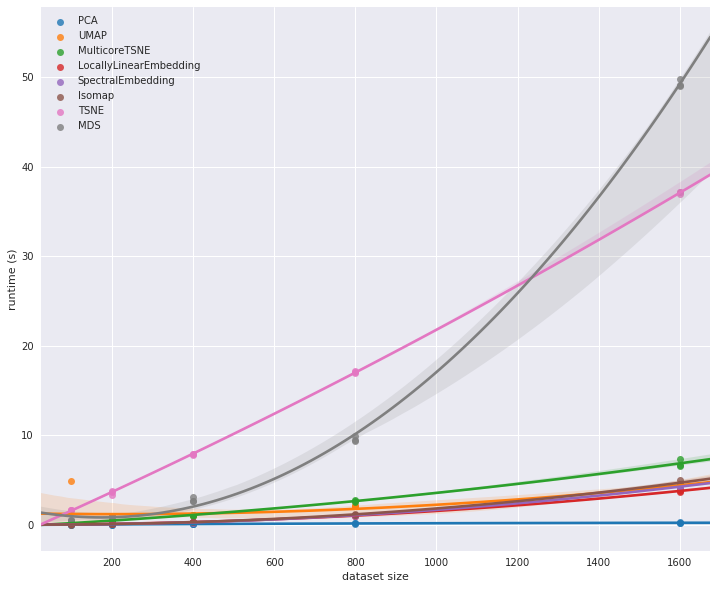 PCA
UMAP
MulticoreTSNE
LocallyLinearEmbedding
SpectralEmbedding
Isomap
TSNE
MDS
50
40
30
20
10
0
runtime (s)
200 400 600 800 1000 1200 1400 1600
dataset size